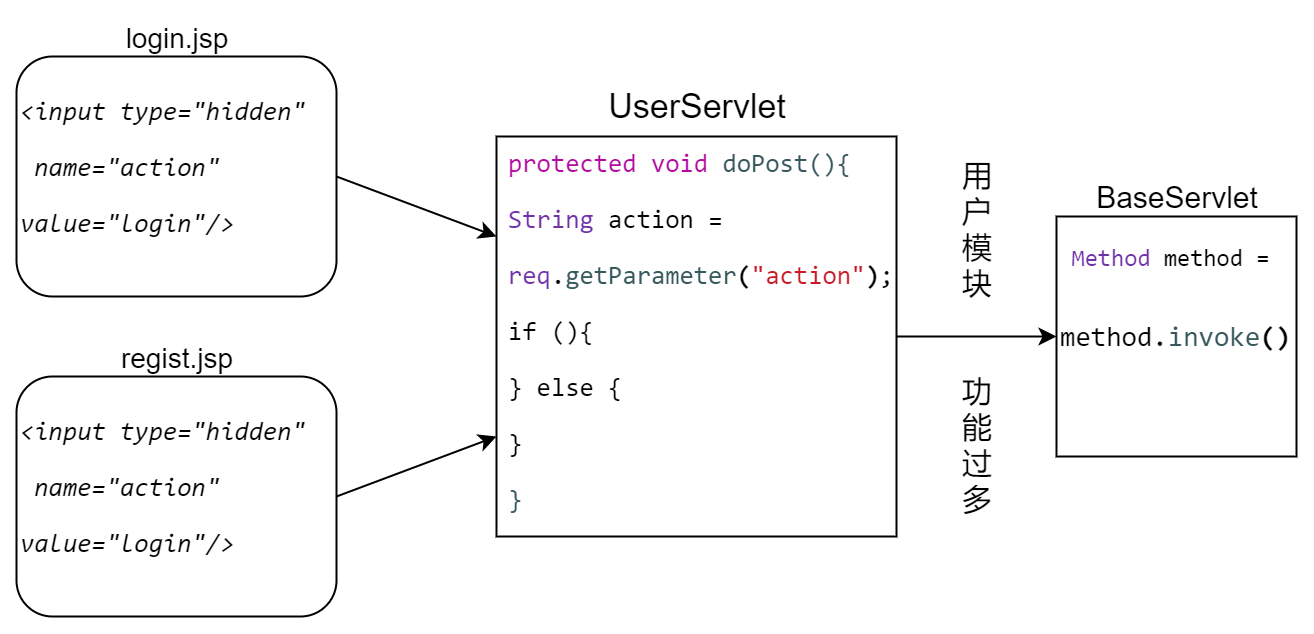 login.jsp
<input type="hidden"
name="action"
value="login"/>
regist.jsp
<input type="hidden"
name="action"
value="login"/>
UserServlet
protected void doPost(){
String action =
req.getParameter("action");
if (){
} else {
}
}
用户模块
功能过多
BaseServlet
Method method =
method.invoke()